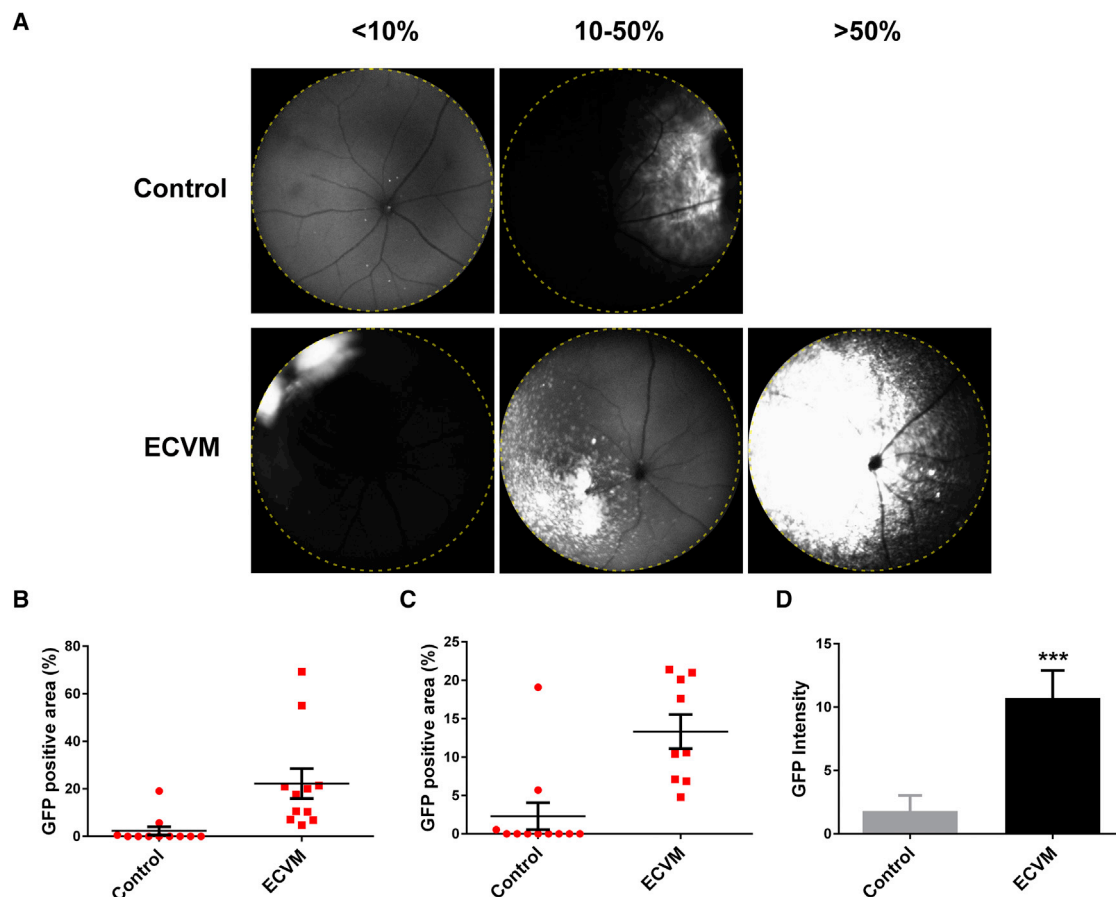 A
<10% 10-50% >50%
Control
ECVM
B
GFP positive area (%)
80
60
40
20
0
Control ECVM
C
GFP positive area (%)
25
20
15
10
5
0
Control ECVM
D
GFP Intensity
15
10
5
0
***
Control ECVM